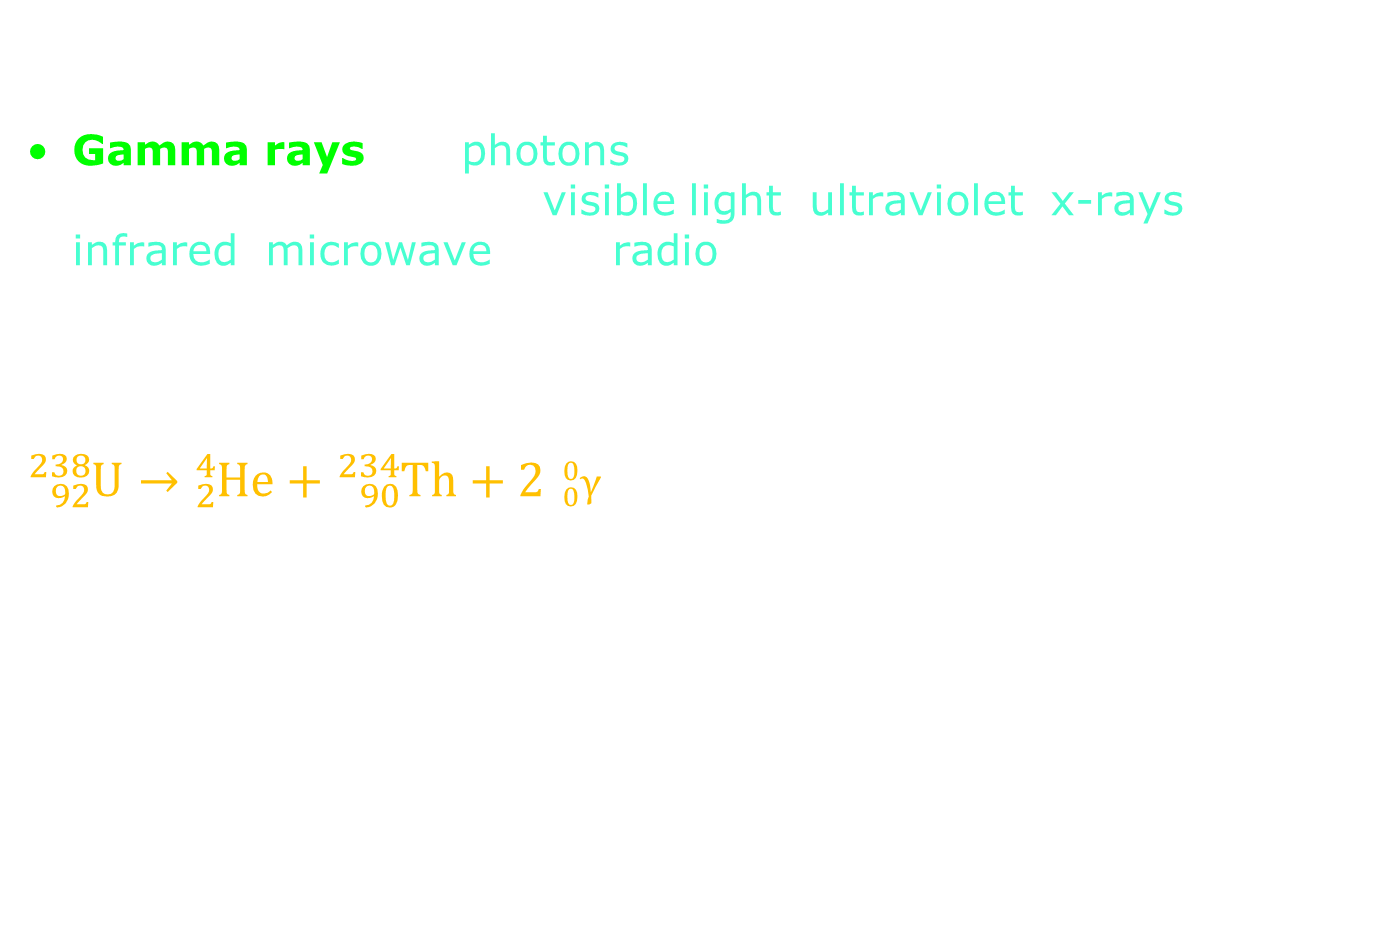 • Gamma rays photons
visible light ultraviolet x-rays
infrared microwave radio
²³⁸₉₂U → ⁴₂He + ²³⁴₉₀Th + 2 ⁰₀γ